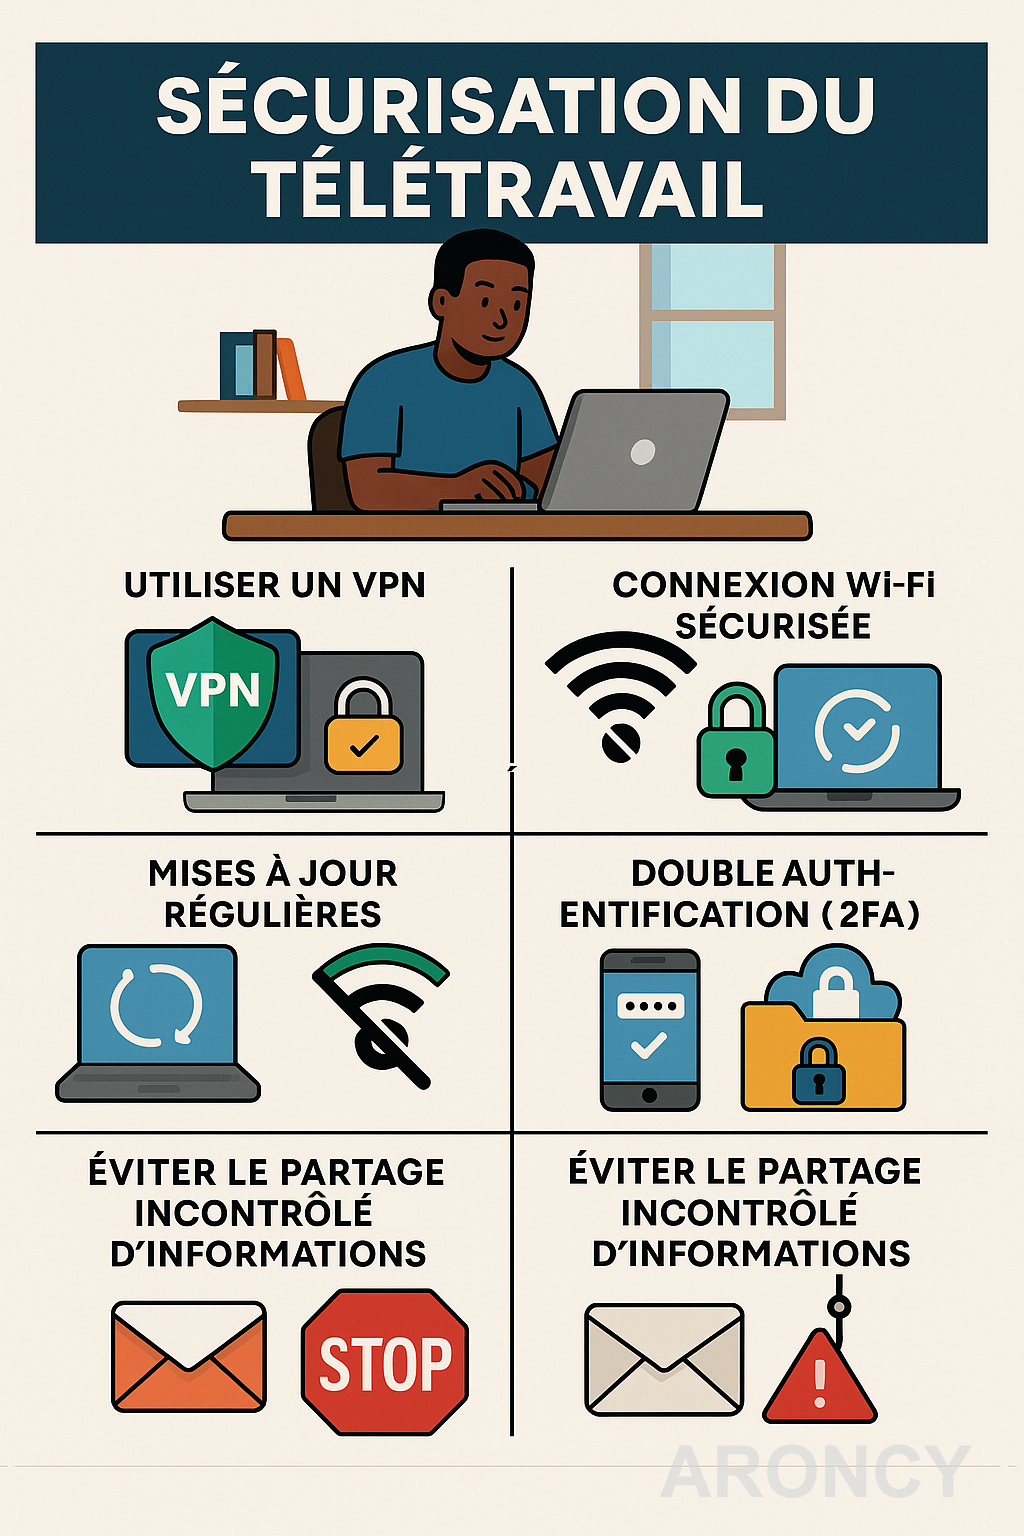 SÉCURISATION DU
TÉLÉTRAVAIL
UTILISER UN VPN
VPN
CONNEXION Wi-Fi
SÉCURISÉE
MISES À JOUR
RÉGULIÈRES
DOUBLE AUTH-
ENTIFICATION (2FA)
ÉVITER LE PARTAGE
INCONTRÔLÉ
D'INFORMATIONS
STOP
ÉVITER LE PARTAGE
INCONTRÔLÉ
D'INFORMATIONS
!
ARONCY